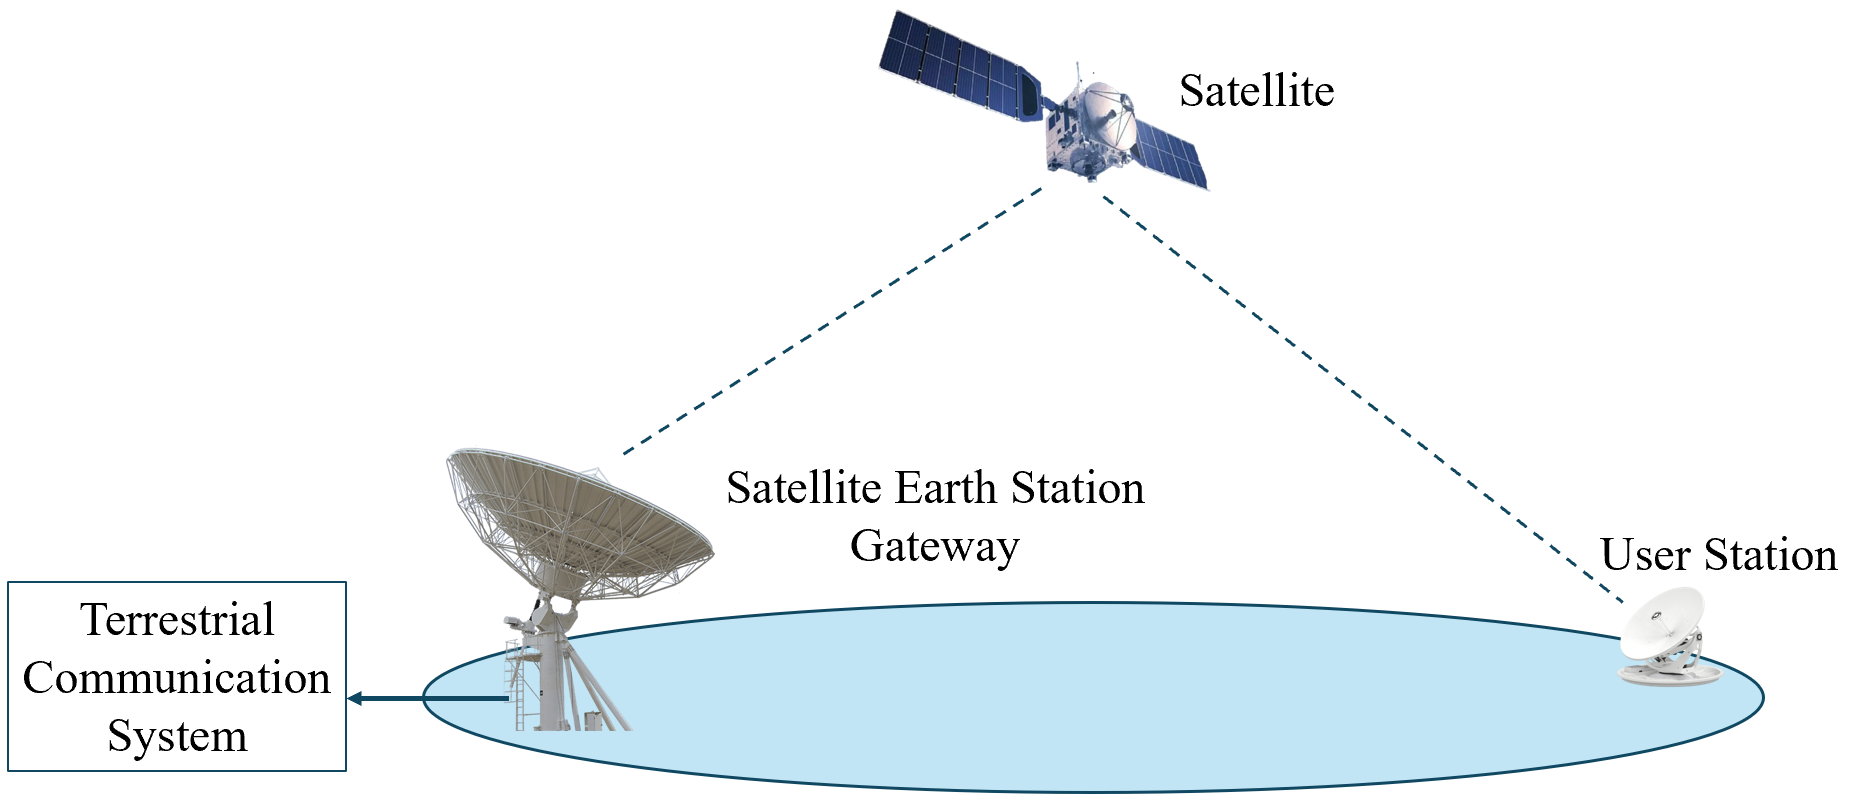 Satellite
Satellite Earth Station
Gateway
User Station
Terrestrial
Communication
System